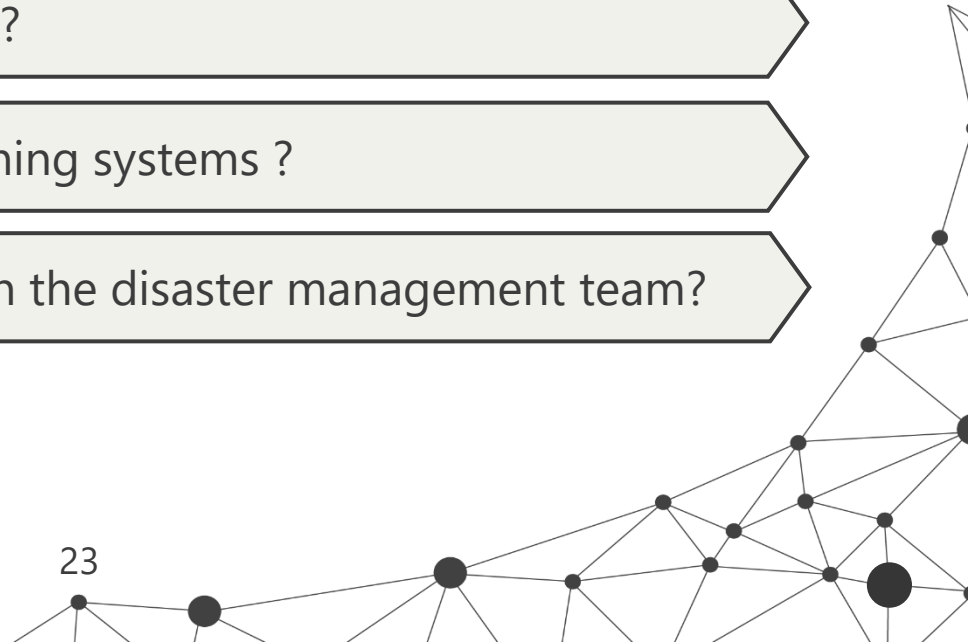 ?
ning systems ?
n the disaster management team?
23